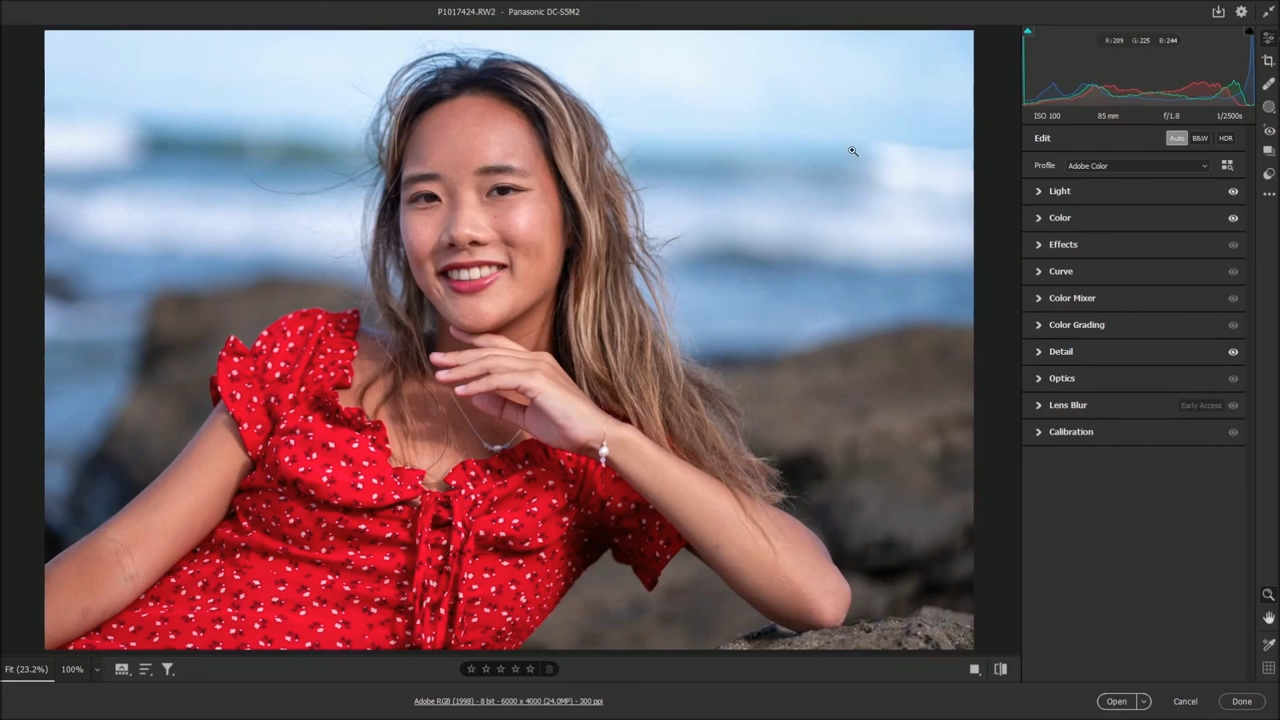 P1017424.RW2 - Panasonic DC-S5M2
R: 209 G: 225 B: 244
ISO 100 85 mm f/1.8 1/2500s
Edit Auto B&W HDR
Profile Adobe Color
Light
Color
Effects
Curve
Color Mixer
Color Grading
Detail
Optics
Lens Blur Early Access
Calibration
Fit (23.2%) 100%
Adobe RGB (1998) - 8 bit - 6000 x 4000 (24.0MP) - 300 ppi
Open Cancel Done